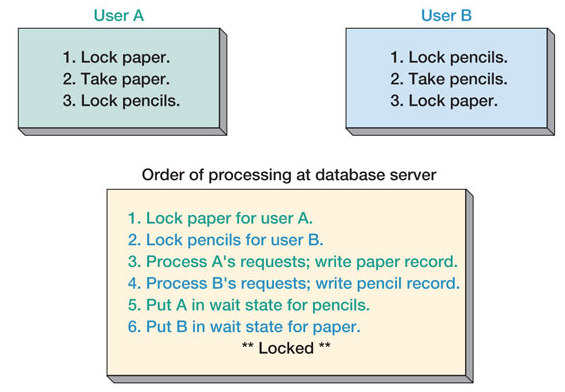 User A
1. Lock paper.
2. Take paper.
3. Lock pencils.
User B
1. Lock pencils.
2. Take pencils.
3. Lock paper.
Order of processing at database server
1. Lock paper for user A.
2. Lock pencils for user B.
3. Process A's requests; write paper record.
4. Process B's requests; write pencil record.
5. Put A in wait state for pencils.
6. Put B in wait state for paper.
** Locked **